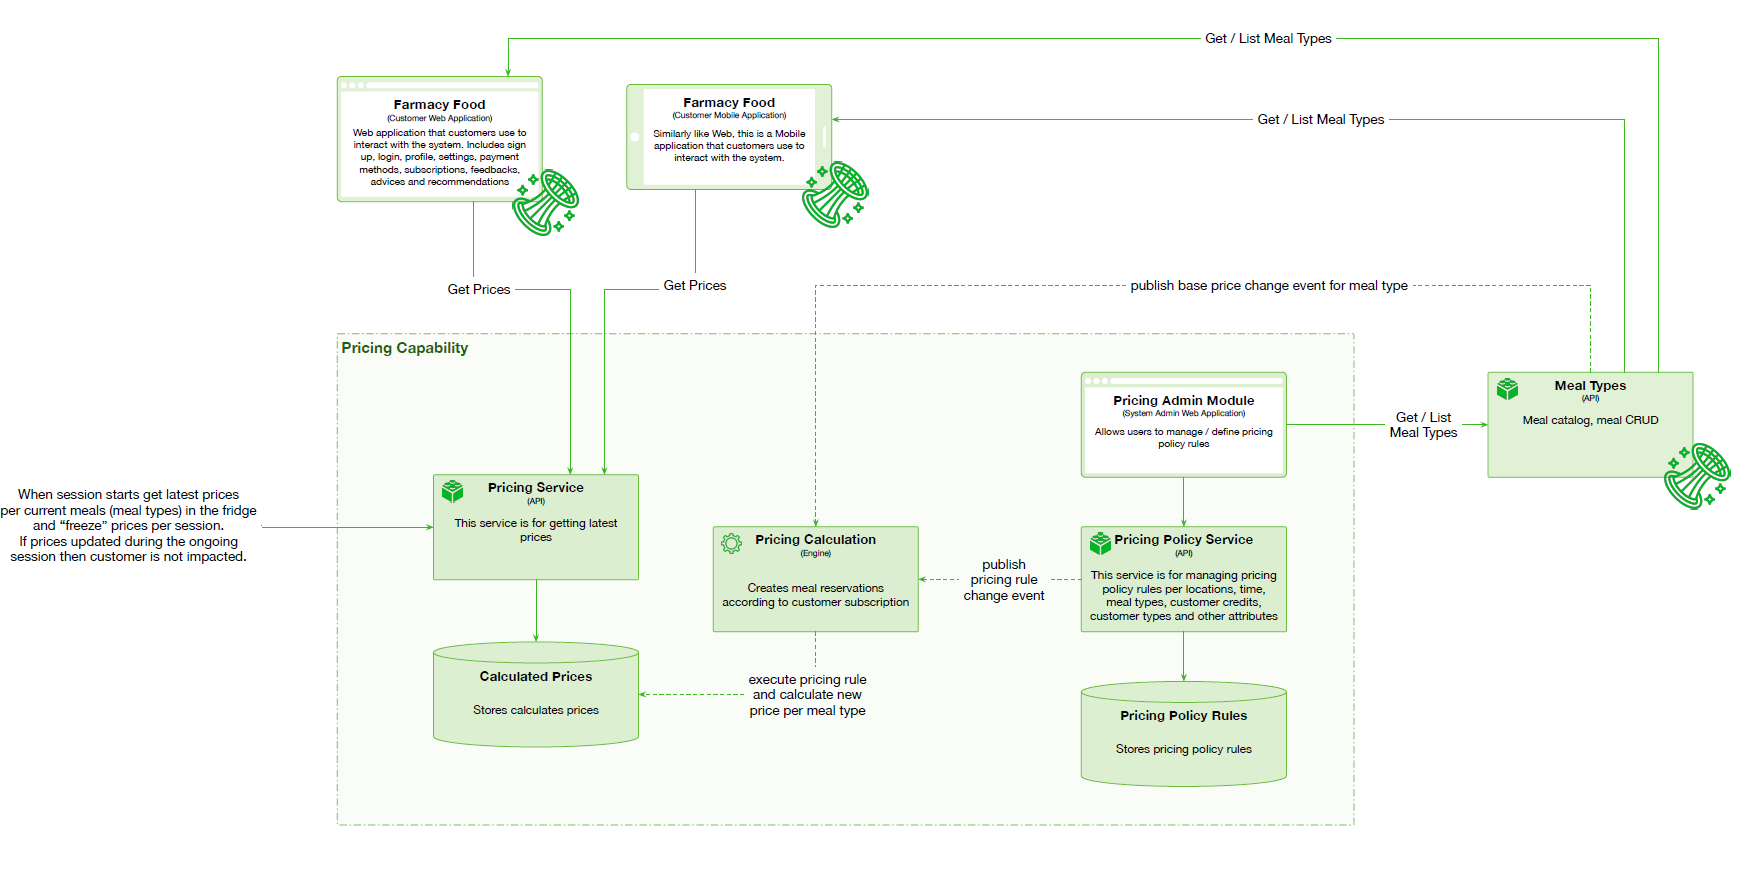 Get / List Meal Types
Farmacy Food
(Customer Web Application)
Web application that customers use to
interact with the system. Includes sign
up, login, profile, settings, payment
methods, subscriptions, feedbacks,
advices and recommendations
Farmacy Food
(Customer Mobile Application)
Similarly like Web, this is a Mobile
application that customers use to
interact with the system.
Get / List Meal Types
Get Prices
Get Prices
publish base price change event for meal type
Pricing Capability
Pricing Admin Module
(System Admin Web Application)
Allows users to manage / define pricing
policy rules
Get / List
Meal Types
Meal Types
(API)
Meal catalog, meal CRUD
When session starts get latest prices
per current meals (meal types) in the fridge
and “freeze” prices per session.
If prices updated during the ongoing
session then customer is not impacted.
Pricing Service
(API)
This service is for getting latest
prices
Pricing Calculation
(Engine)
Creates meal reservations
according to customer subscription
publish
pricing rule
change event
Pricing Policy Service
(API)
This service is for managing pricing
policy rules per locations, time,
meal types, customer credits,
customer types and other attributes
Calculated Prices
Stores calculates prices
execute pricing rule
and calculate new
price per meal type
Pricing Policy Rules
Stores pricing policy rules